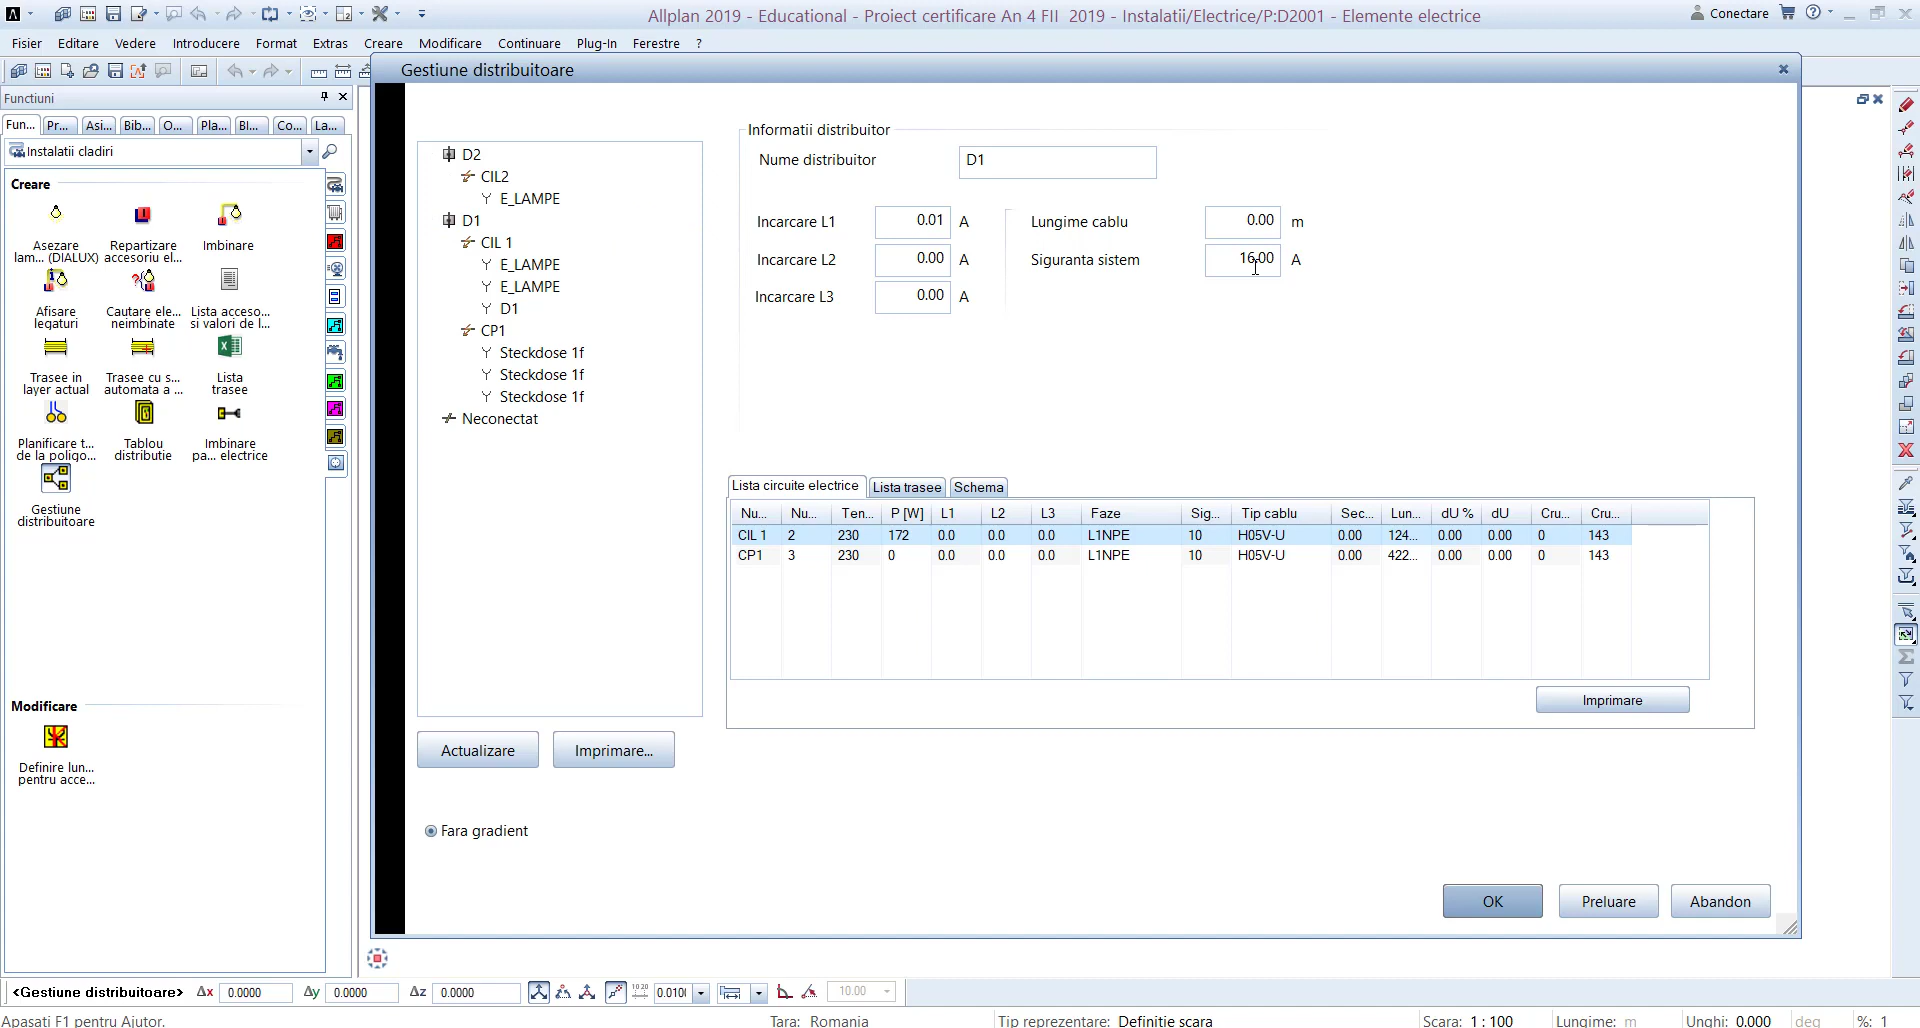 Allplan 2019 - Educational - Proiect certificare An 4 FII  2019 - Instalatii/Electrice/P:D2001 - Elemente electrice
Conectare
Fisier Editare Vedere Introducere Format Extras Creare Modificare Continuare Plug-In Ferestre ?
Functiuni
Fun... Pr... Asi... Bib... O... Pla... Bl... Co... La...
Instalatii cladiri
Creare
Asezare lam... (DIALUX)
Repartizare accesoriu el...
Imbinare
Afisare legaturi
Cautare ele... neimbinate
Lista acceso... si valori de l...
Trasee in layer actual
Trasee cu s... automata a ...
Lista trasee
Planificare t... de la poligo...
Tablou distributie
Imbinare pa... electrice
Gestiune distribuitoare
Modificare
Definire lun... pentru acce...
Gestiune distribuitoare
D2
CIL2
E_LAMPE
D1
CIL 1
E_LAMPE
E_LAMPE
D1
CP1
Steckdose 1f
Steckdose 1f
Steckdose 1f
Neconectat
Actualizare
Imprimare...
Fara gradient
Informatii distribuitor
Nume distribuitor D1
Incarcare L1 0.01 A Lungime cablu 0.00 m
Incarcare L2 0.00 A Siguranta sistem 16.00 A
Incarcare L3 0.00 A
Lista circuite electrice Lista trasee Schema
Nu... Nu... Ten... P [W] L1 L2 L3 Faze Sig... Tip cablu Sec... Lun... dU % dU Cru... Cru...
CIL 1 2 230 172 0.0 0.0 0.0 L1NPE 10 H05V-U 0.00 124... 0.00 0.00 0 143
CP1 3 230 0 0.0 0.0 0.0 L1NPE 10 H05V-U 0.00 422... 0.00 0.00 0 143
Imprimare
OK Preluare Abandon
<Gestiune distribuitoare> Δx 0.0000 Δy 0.0000 Δz 0.0000 0.010( 10.00
Apasati F1 pentru Ajutor. Tara: Romania Tip reprezentare: Definitie scara Scara: 1 : 100 Lungime: m Unghi: 0.000 deg %: 1